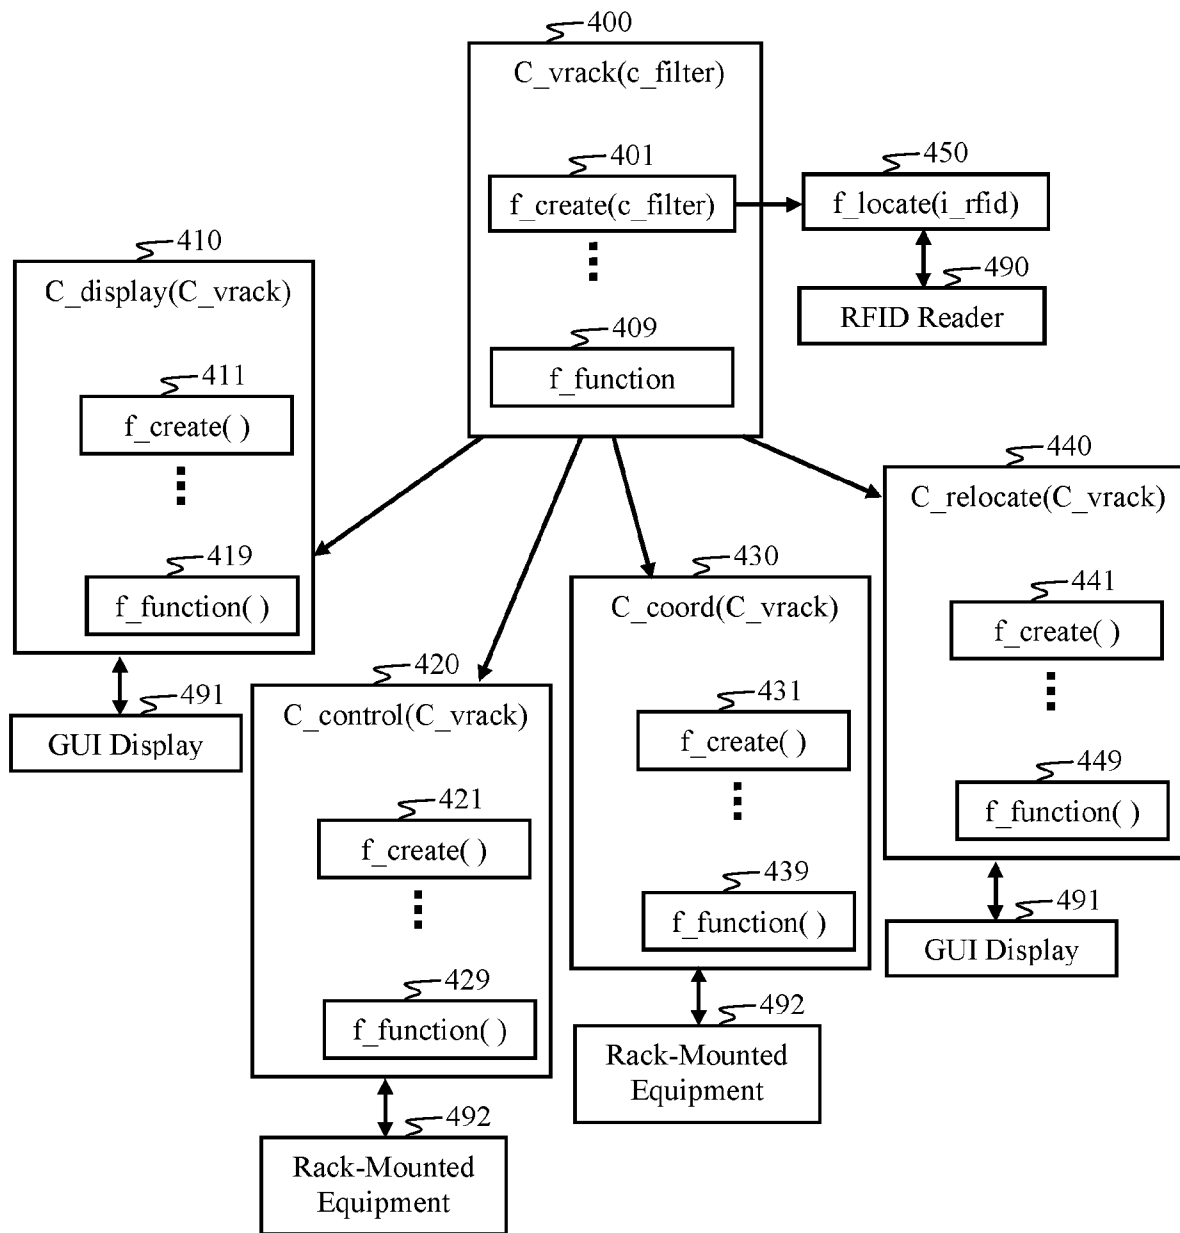 400
C_vrack(c_filter)
401
f_create(c_filter)
450
f_locate(i_rfid)
490
RFID Reader
409
f_function
410
C_display(C_vrack)
411
f_create( )
419
f_function( )
491
GUI Display
420
C_control(C_vrack)
421
f_create( )
429
f_function( )
492
Rack-Mounted
Equipment
430
C_coord(C_vrack)
431
f_create( )
439
f_function( )
492
Rack-Mounted
Equipment
440
C_relocate(C_vrack)
441
f_create( )
449
f_function( )
491
GUI Display